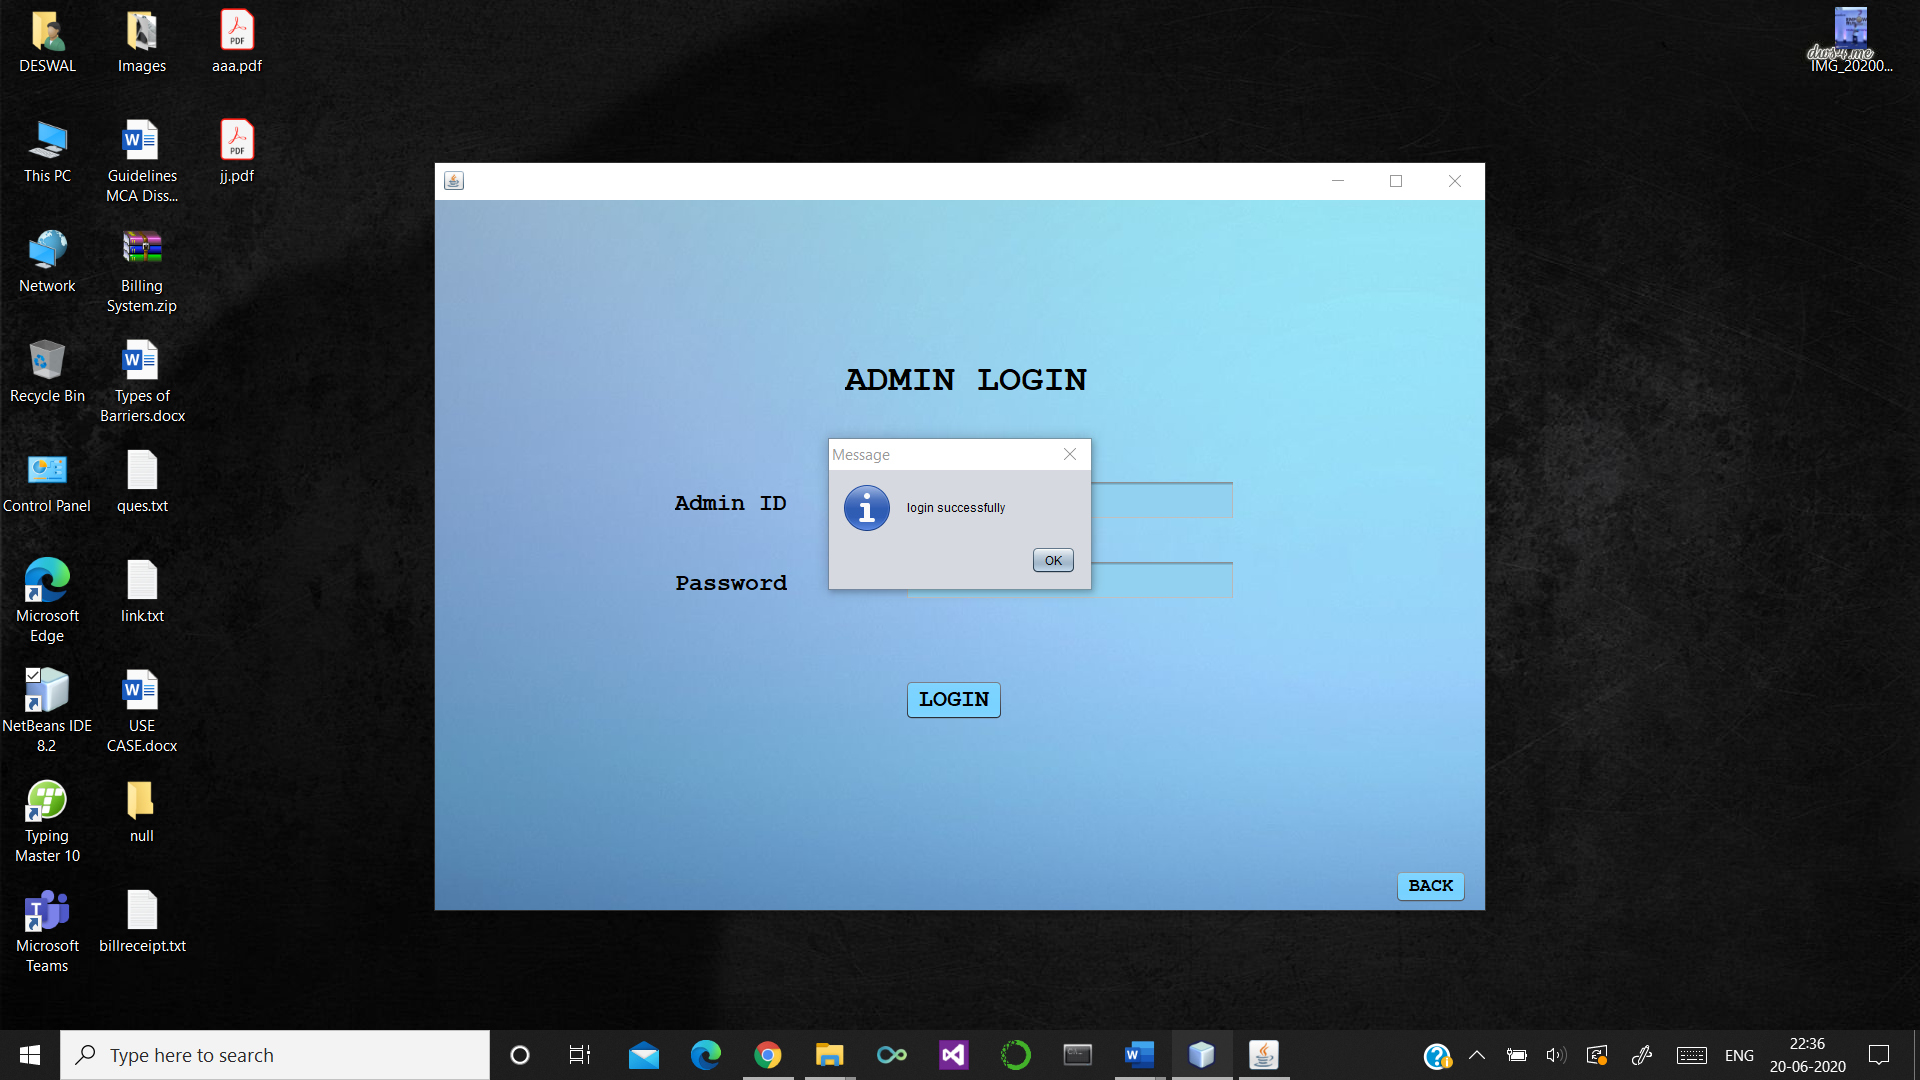 DESWAL
Images
aaa.pdf
dws4.me
IMG_20200...
This PC
Guidelines
MCA Diss...
jj.pdf
Network
Billing
System.zip
Recycle Bin
Types of
Barriers.docx
Control Panel
ques.txt
Microsoft
Edge
link.txt
NetBeans IDE
8.2
USE
CASE.docx
Typing
Master 10
null
Microsoft
Teams
billreceipt.txt
ADMIN LOGIN
Message
login successfully
OK
Admin ID
Password
LOGIN
BACK
Type here to search
ENG
22:36
20-06-2020